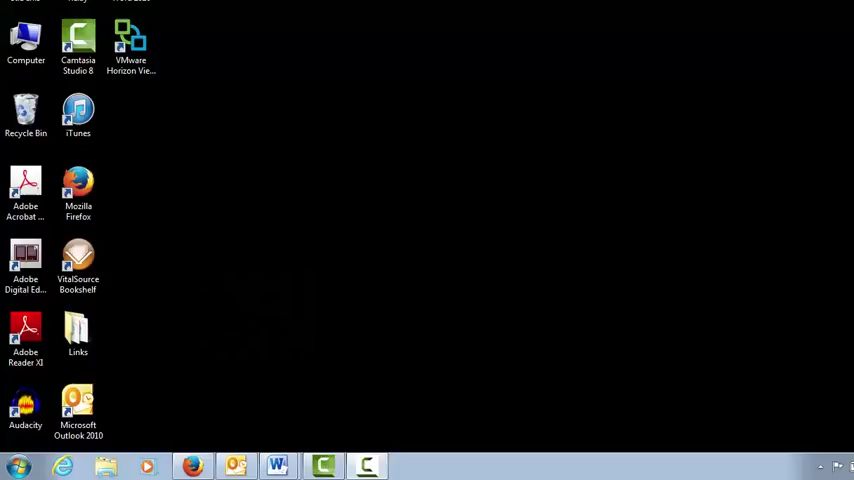 Computer
Camtasia
Studio 8
VMware
Horizon Vie...
Recycle Bin
iTunes
Adobe
Acrobat ...
Mozilla
Firefox
Adobe
Digital Ed...
VitalSource
Bookshelf
Adobe
Reader XI
Links
Audacity
Microsoft
Outlook 2010